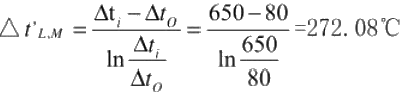 △t'L,M = (Δti − ΔtO) / (ln(Δti / ΔtO)) = (650 − 80) / (ln(650 / 80)) =272.08℃